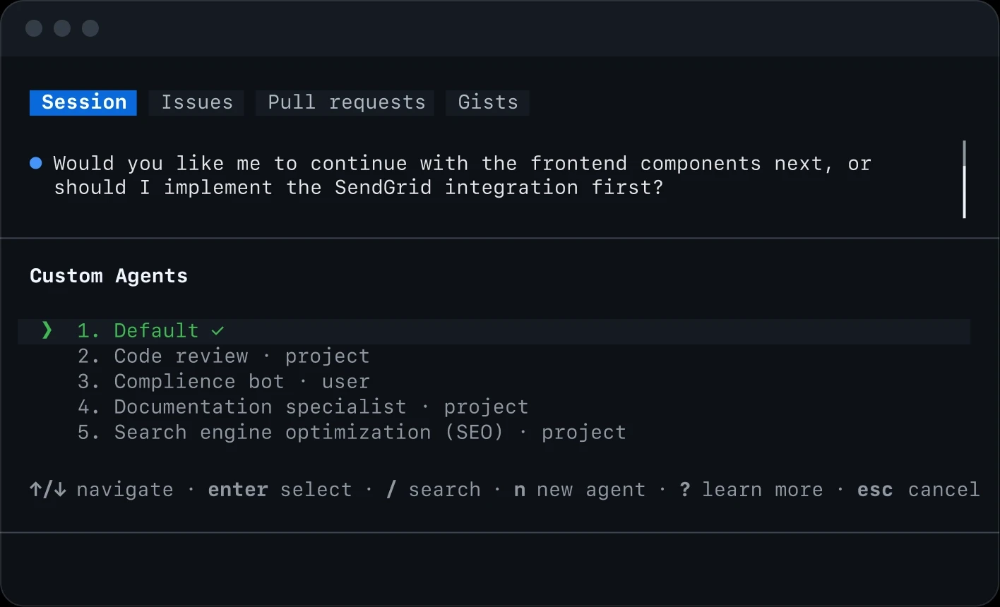 Session Issues Pull requests Gists
● Would you like me to continue with the frontend components next, or
should I implement the SendGrid integration first?
Custom Agents
❯ 1. Default ✓
2. Code review · project
3. Complience bot · user
4. Documentation specialist · project
5. Search engine optimization (SEO) · project
↑/↓ navigate · enter select · / search · n new agent · ? learn more · esc cancel